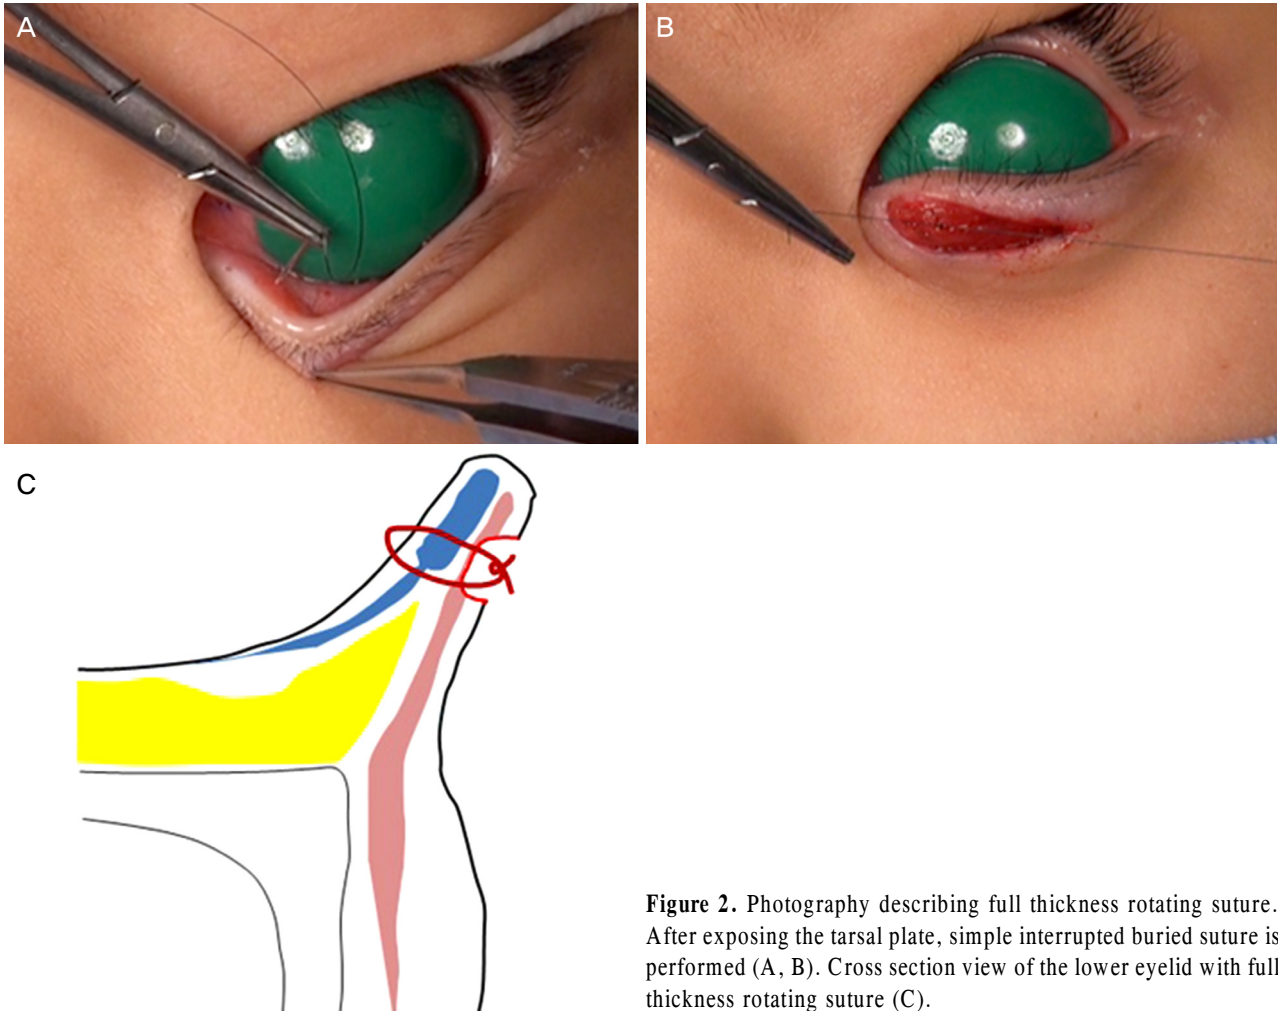 A
B
C
Figure 2. Photography describing full thickness rotating suture.
After exposing the tarsal plate, simple interrupted buried suture is
performed (A, B). Cross section view of the lower eyelid with full
thickness rotating suture (C).